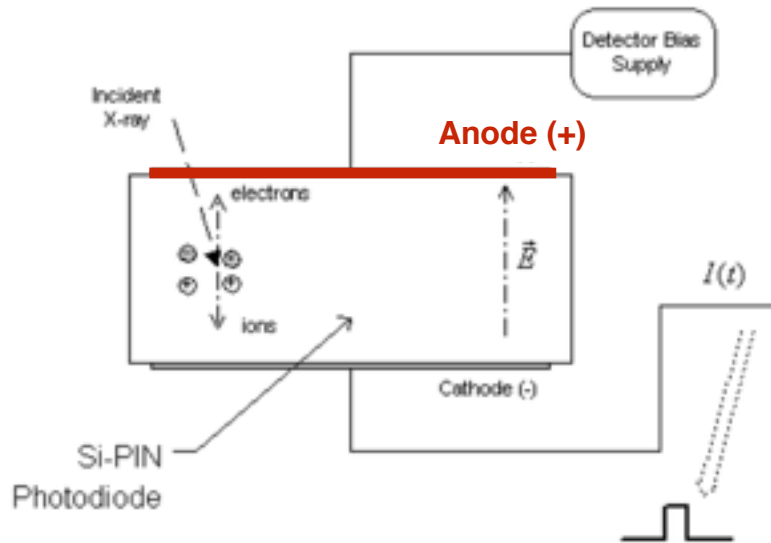 Detector Bias
Supply
Incident
X-ray
Anode (+)
electrons
E
I(t)
ions
Cathode (-)
Si-PIN
Photodiode